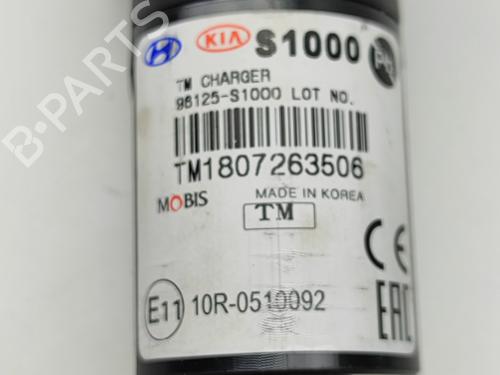 KIA S1000
TM CHARGER
96125-S1000 LOT NO.
TM1807263506
MOBIS MADE IN KOREA
TM
CE
E11 10R-0510092 EAC
B-PARTS